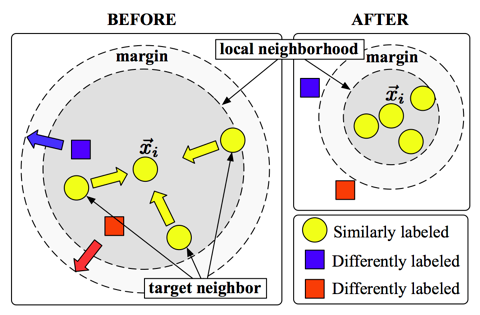 BEFORE
AFTER
local neighborhood
margin
margin
x⃗ᵢ
x⃗ᵢ
target neighbor
Similarly labeled
Differently labeled
Differently labeled